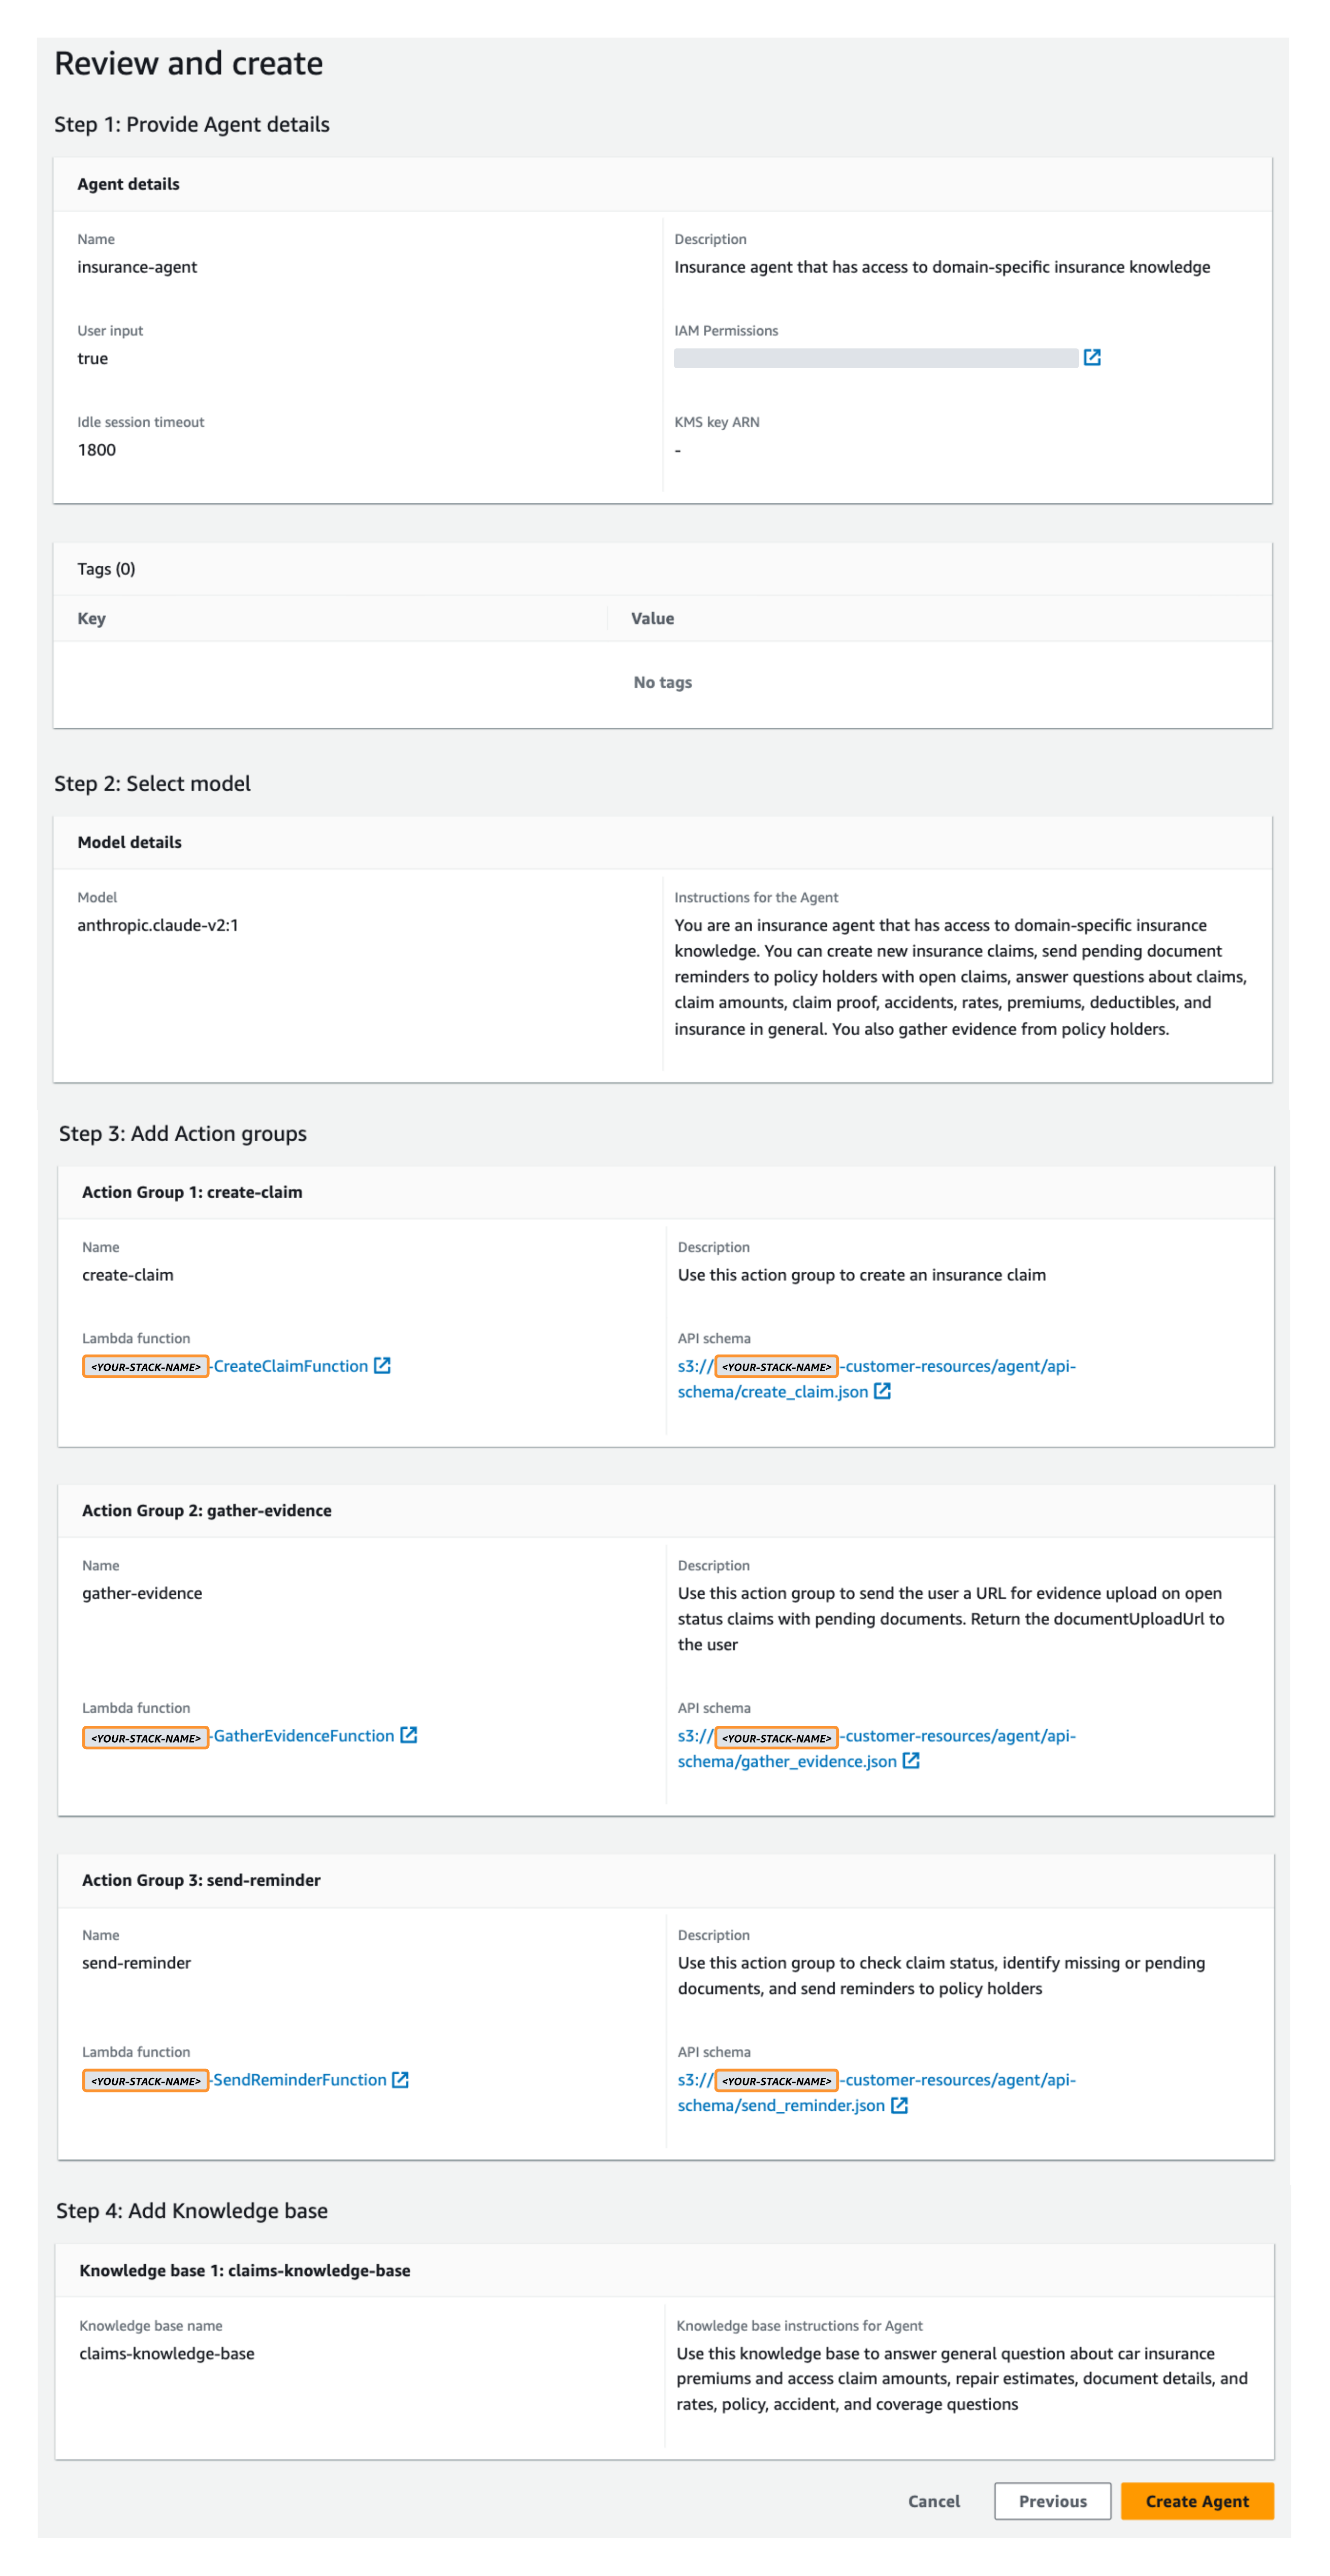 Review and create
Step 1: Provide Agent details
Agent details
Name
insurance-agent
Description
Insurance agent that has access to domain-specific insurance knowledge
User input
true
IAM Permissions
Idle session timeout
1800
KMS key ARN
-
Tags (0)
Key
Value
No tags
Step 2: Select model
Model details
Model
anthropic.claude-v2:1
Instructions for the Agent
You are an insurance agent that has access to domain-specific insurance
knowledge. You can create new insurance claims, send pending document
reminders to policy holders with open claims, answer questions about claims,
claim amounts, claim proof, accidents, rates, premiums, deductibles, and
insurance in general. You also gather evidence from policy holders.
Step 3: Add Action groups
Action Group 1: create-claim
Name
create-claim
Description
Use this action group to create an insurance claim
Lambda function
<YOUR-STACK-NAME>-CreateClaimFunction
API schema
s3://<YOUR-STACK-NAME>-customer-resources/agent/api-
schema/create_claim.json
Action Group 2: gather-evidence
Name
gather-evidence
Description
Use this action group to send the user a URL for evidence upload on open
status claims with pending documents. Return the documentUploadUrl to
the user
Lambda function
<YOUR-STACK-NAME>-GatherEvidenceFunction
API schema
s3://<YOUR-STACK-NAME>-customer-resources/agent/api-
schema/gather_evidence.json
Action Group 3: send-reminder
Name
send-reminder
Description
Use this action group to check claim status, identify missing or pending
documents, and send reminders to policy holders
Lambda function
<YOUR-STACK-NAME>-SendReminderFunction
API schema
s3://<YOUR-STACK-NAME>-customer-resources/agent/api-
schema/send_reminder.json
Step 4: Add Knowledge base
Knowledge base 1: claims-knowledge-base
Knowledge base name
claims-knowledge-base
Knowledge base instructions for Agent
Use this knowledge base to answer general question about car insurance
premiums and access claim amounts, repair estimates, document details, and
rates, policy, accident, and coverage questions
Cancel
Previous
Create Agent